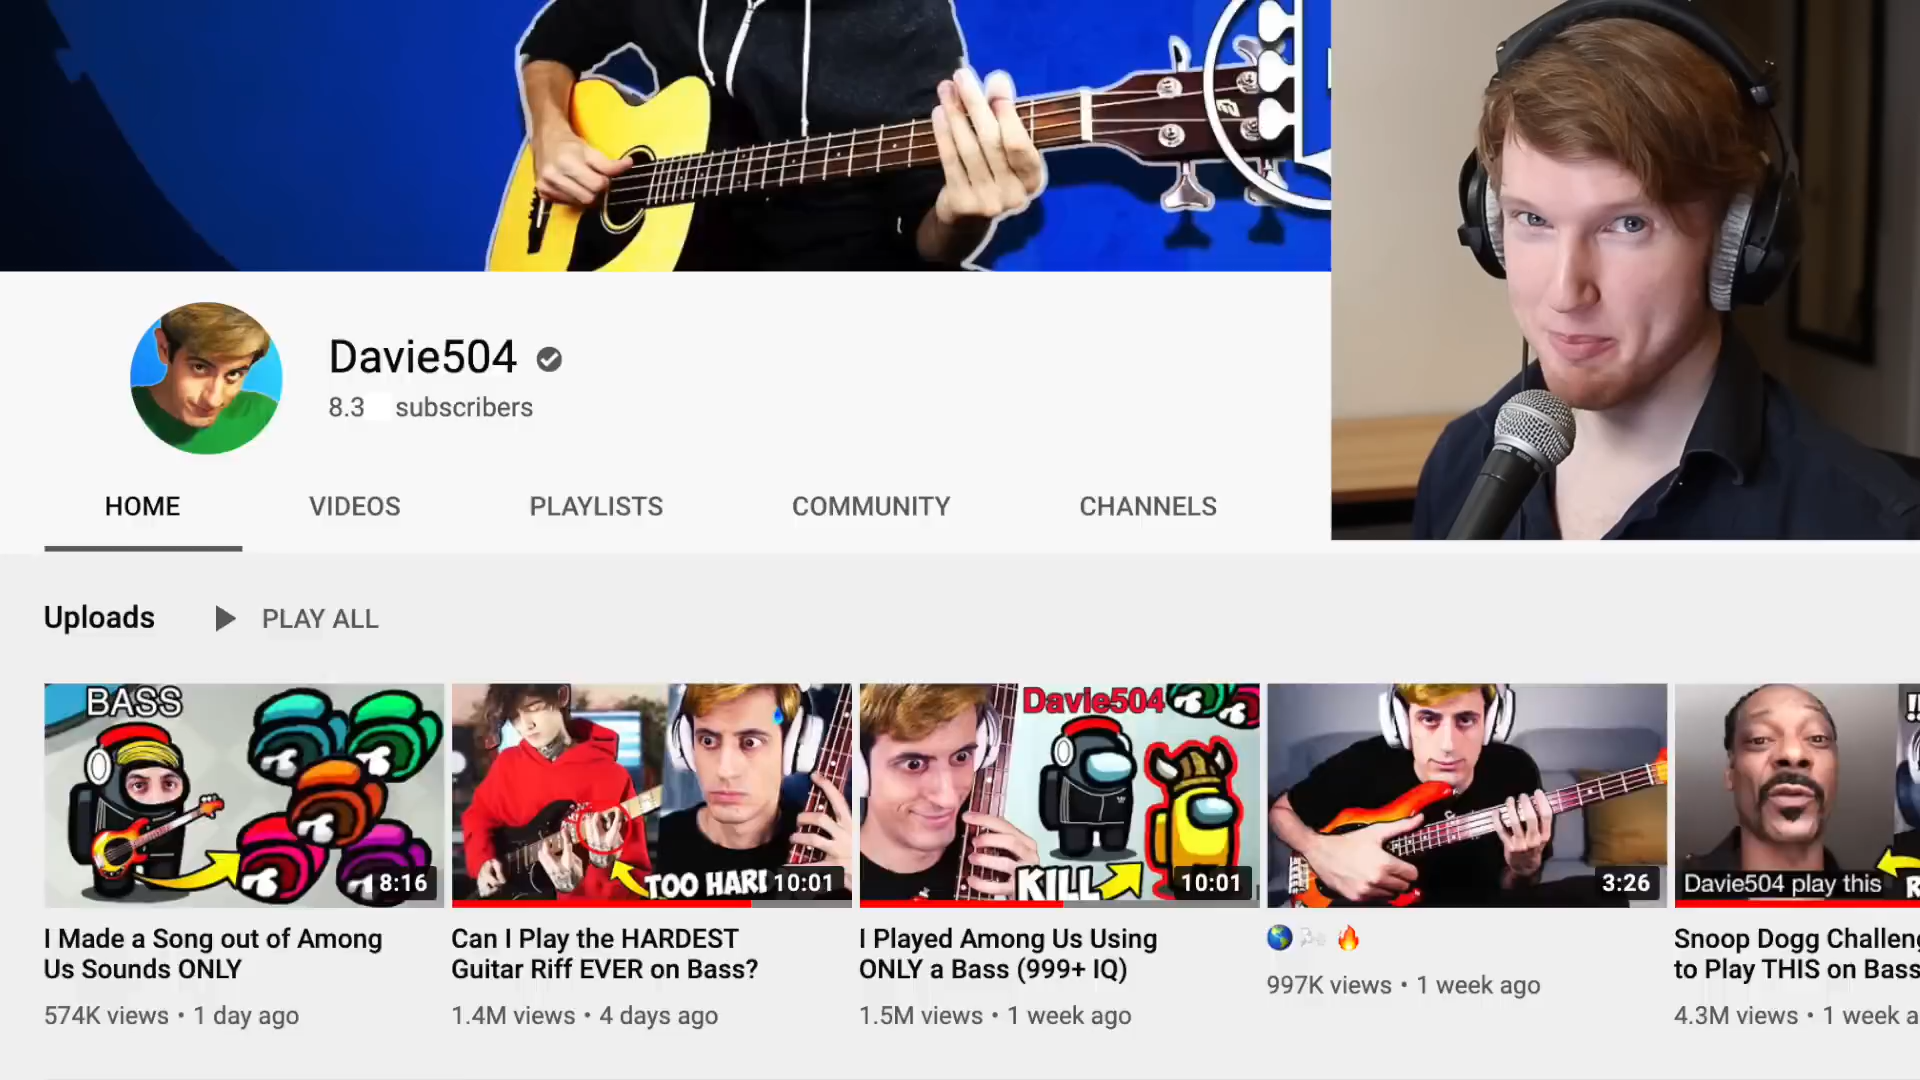 Davie504
8.3 subscribers
HOME VIDEOS PLAYLISTS COMMUNITY CHANNELS
Uploads PLAY ALL
BASS
8:16
TOO HARD
10:01
Davie504
KILL
10:01
3:26
!!
Davie504 play this
I Made a Song out of Among
Us Sounds ONLY
574K views • 1 day ago
Can I Play the HARDEST
Guitar Riff EVER on Bass?
1.4M views • 4 days ago
I Played Among Us Using
ONLY a Bass (999+ IQ)
1.5M views • 1 week ago
🌎🌬🔥
997K views • 1 week ago
Snoop Dogg Challeng
to Play THIS on Bass
4.3M views • 1 week a